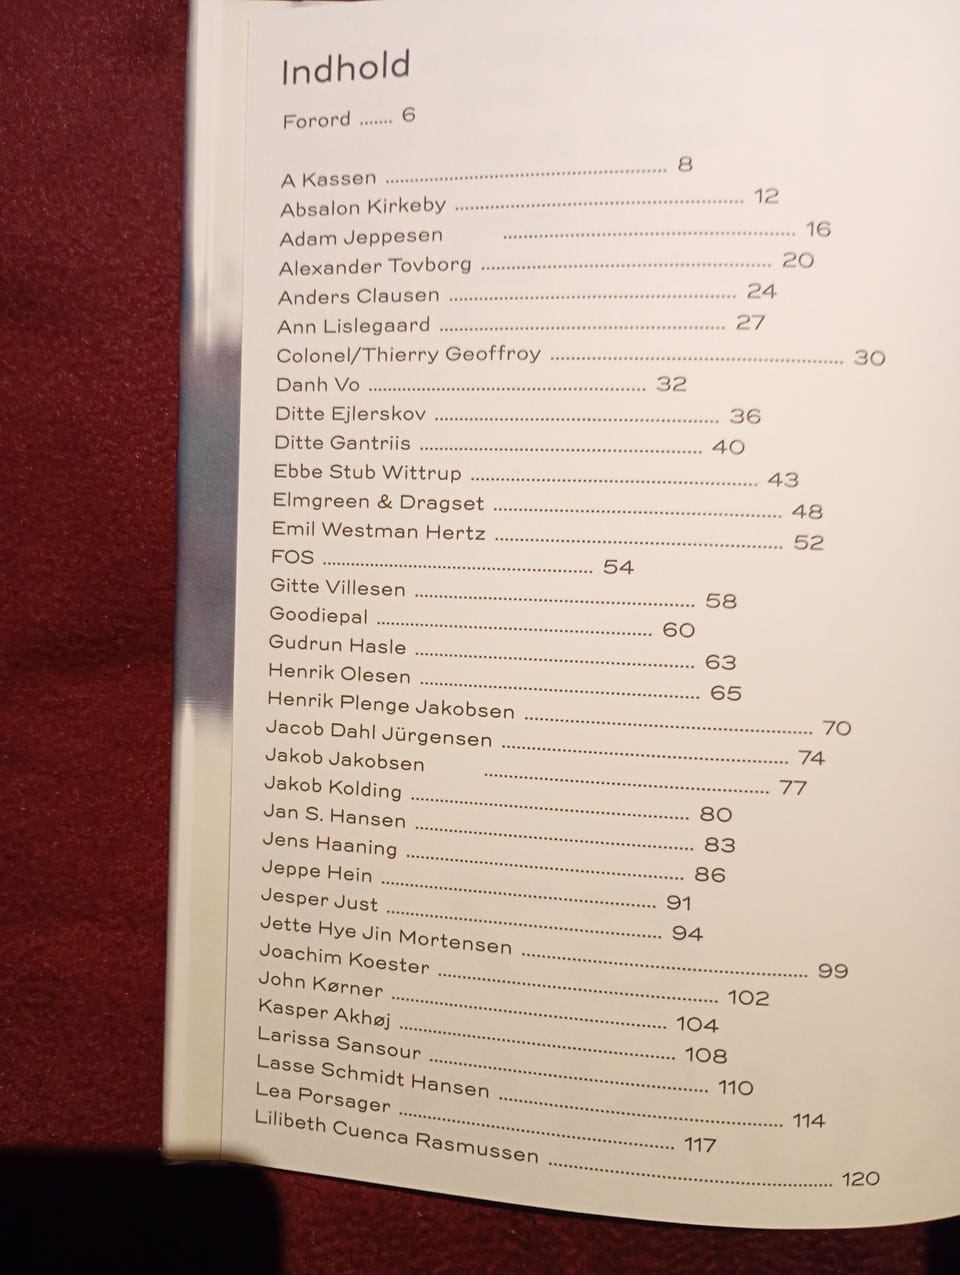 Indhold
Forord ....... 6
A Kassen ........ 8
Absalon Kirkeby ........ 12
Adam Jeppesen ........ 16
Alexander Tovborg ........ 20
Anders Clausen ........ 24
Ann Lislegaard ........ 27
Colonel/Thierry Geoffroy ........ 30
Danh Vo ........ 32
Ditte Ejlerskov ........ 36
Ditte Gantriis ........ 40
Ebbe Stub Wittrup ........ 43
Elmgreen & Dragset ........ 48
Emil Westman Hertz ........ 52
FOS ........ 54
Gitte Villesen ........ 58
Goodiepal ........ 60
Gudrun Hasle ........ 63
Henrik Olesen ........ 65
Henrik Plenge Jakobsen ........ 70
Jacob Dahl Jürgensen ........ 74
Jakob Jakobsen ........ 77
Jakob Kolding ........ 80
Jan S. Hansen ........ 83
Jens Haaning ........ 86
Jeppe Hein ........ 91
Jesper Just ........ 94
Jette Hye Jin Mortensen ........ 99
Joachim Koester ........ 102
John Kørner ........ 104
Kasper Akhøj ........ 108
Larissa Sansour ........ 110
Lasse Schmidt Hansen ........ 114
Lea Porsager ........ 117
Lilibeth Cuenca Rasmussen ........ 120